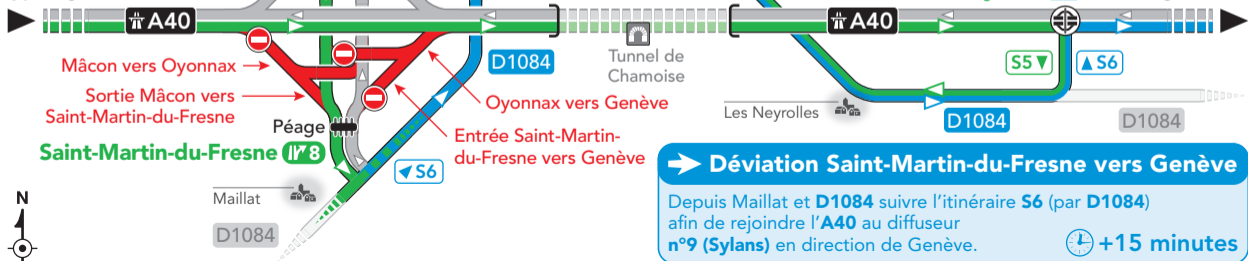 A40
A40
Mâcon vers Oyonnax
Sortie Mâcon vers
Saint-Martin-du-Fresne
Péage
Saint-Martin-du-Fresne 8
D1084
Oyonnax vers Genève
Entrée Saint-Martin-
du-Fresne vers Genève
S6
Maillat
D1084
N
Tunnel de
Chamoise
S5
S6
Les Neyrolles
D1084
D1084
Déviation Saint-Martin-du-Fresne vers Genève
Depuis Maillat et D1084 suivre l'itinéraire S6 (par D1084)
afin de rejoindre l'A40 au diffuseur
n°9 (Sylans) en direction de Genève.
+15 minutes